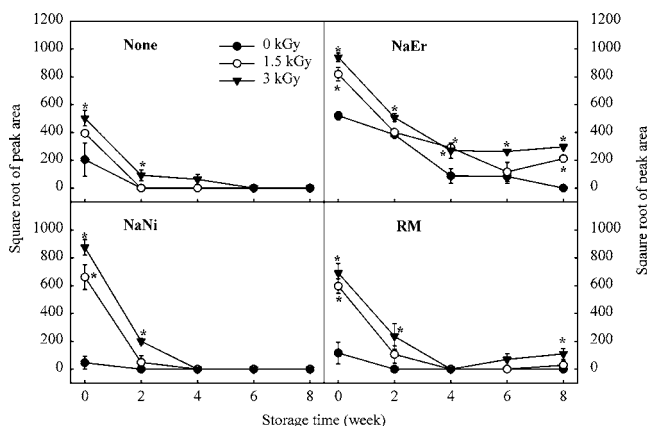 1200 1200
None NaEr
1000 0 kGy 1000
1.5 kGy
800 3 kGy 800
*
600 * 600
400 400
200 * 200
0 0
* * * * * * *
Square root of peak area
Sqaure root of peak area
1200 1200
NaNi RM
1000 1000
*
800 * 800
*
600 * 600
400 400
* *
200 200
*
0 0
0 2 4 6 8 0 2 4 6 8
Storage time (week)